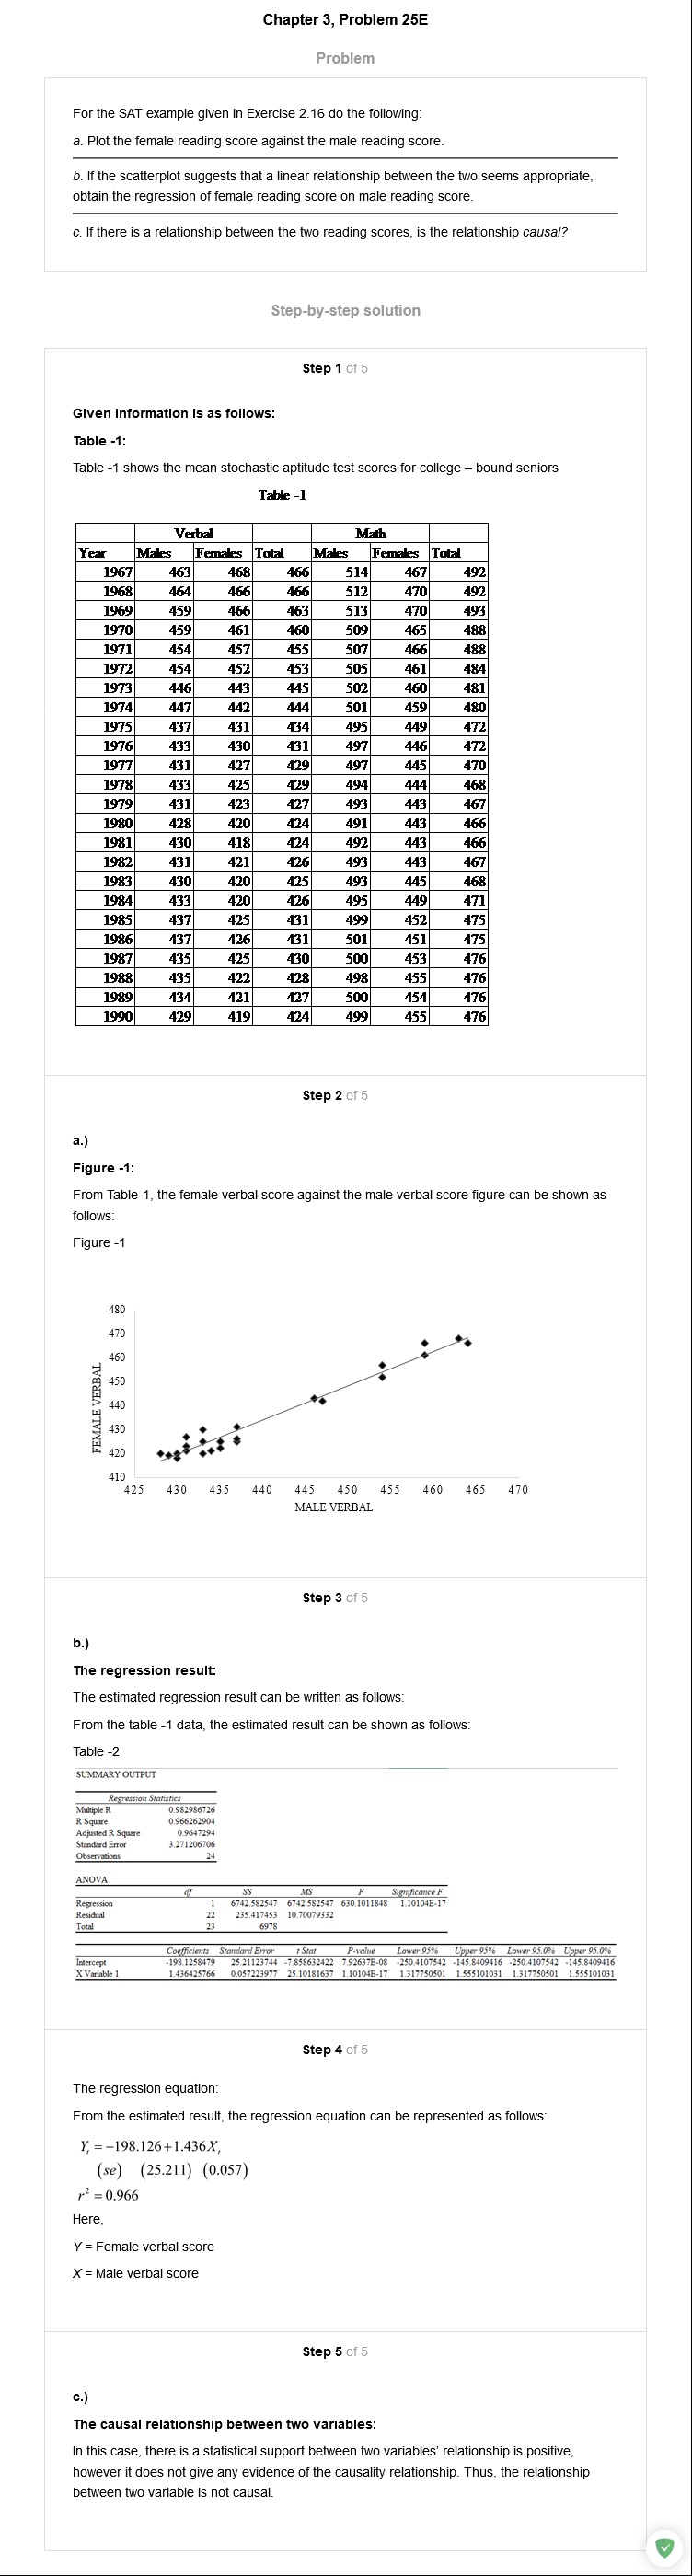 Chapter 3, Problem 25E
Problem
For the SAT example given in Exercise 2.16 do the following:
a. Plot the female reading score against the male reading score.
b. If the scatterplot suggests that a linear relationship between the two seems appropriate,
obtain the regression of female reading score on male reading score.
c. If there is a relationship between the two reading scores, is the relationship causal?
Step-by-step solution
Step 1 of 5
Given information is as follows:
Table -1:
Table -1 shows the mean stochastic aptitude test scores for college – bound seniors
Table -1
Verbal Math
Year Males Females Total Males Females Total
1967 463 468 466 514 467 492
1968 464 466 466 512 470 492
1969 459 466 463 513 470 493
1970 459 461 460 509 465 488
1971 454 457 455 507 466 488
1972 454 452 453 505 461 484
1973 446 443 445 502 460 481
1974 447 442 444 501 459 480
1975 437 431 434 495 449 472
1976 433 430 431 497 446 472
1977 431 427 429 497 445 470
1978 433 425 429 494 444 468
1979 431 423 427 493 443 467
1980 428 420 424 491 443 466
1981 430 418 424 492 443 466
1982 431 421 426 493 443 467
1983 430 420 425 493 445 468
1984 433 420 426 495 449 471
1985 437 425 431 499 452 475
1986 437 426 431 501 451 475
1987 435 425 430 500 453 476
1988 435 422 428 498 455 476
1989 434 421 427 500 454 476
1990 429 419 424 499 455 476
Step 2 of 5
a.)
Figure -1:
From Table-1, the female verbal score against the male verbal score figure can be shown as
follows:
Figure -1
FEMALE VERBAL
480
470
460
450
440
430
420
410
425 430 435 440 445 450 455 460 465 470
MALE VERBAL
Step 3 of 5
b.)
The regression result:
The estimated regression result can be written as follows:
From the table -1 data, the estimated result can be shown as follows:
Table -2
SUMMARY OUTPUT
Regression Statistics
Multiple R 0.982986726
R Square 0.966262904
Adjusted R Square 0.9647294
Standard Error 3.271206706
Observations 24
ANOVA
df SS MS F Significance F
Regression 1 6742.582547 6742.582547 630.1011848 1.10104E-17
Residual 22 235.417453 10.70079332
Total 23 6978
Coefficients Standard Error t Stat P-value Lower 95% Upper 95% Lower 95.0% Upper 95.0%
Intercept -198.1258479 25.21123744 -7.858632422 7.92637E-08 -250.4107542 -145.8409416 -250.4107542 -145.8409416
X Variable 1 1.436425766 0.057223977 25.10181637 1.10104E-17 1.317750501 1.555101031 1.317750501 1.555101031
Step 4 of 5
The regression equation:
From the estimated result, the regression equation can be represented as follows:
Yₜ = −198.126+1.436Xₜ
(se) (25.211) (0.057)
r² = 0.966
Here,
Y = Female verbal score
X = Male verbal score
Step 5 of 5
c.)
The causal relationship between two variables:
In this case, there is a statistical support between two variables' relationship is positive,
however it does not give any evidence of the causality relationship. Thus, the relationship
between two variable is not causal.